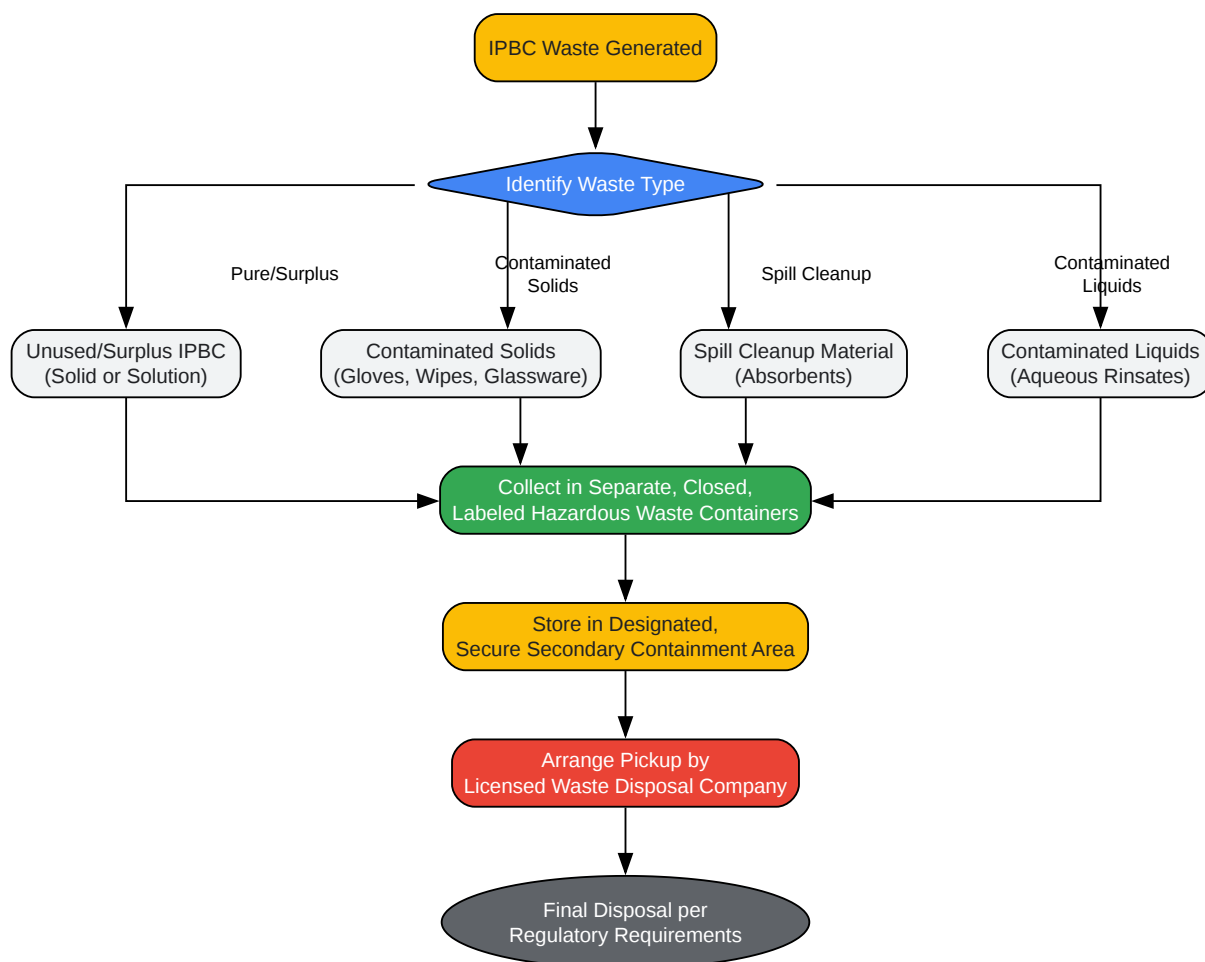 IPBC Waste Generated
Identify Waste Type
Pure/Surplus
Contaminated
Solids
Spill Cleanup
Contaminated
Liquids
Unused/Surplus IPBC
(Solid or Solution)
Contaminated Solids
(Gloves, Wipes, Glassware)
Spill Cleanup Material
(Absorbents)
Contaminated Liquids
(Aqueous Rinsates)
Collect in Separate, Closed,
Labeled Hazardous Waste Containers
Store in Designated,
Secure Secondary Containment Area
Arrange Pickup by
Licensed Waste Disposal Company
Final Disposal per
Regulatory Requirements